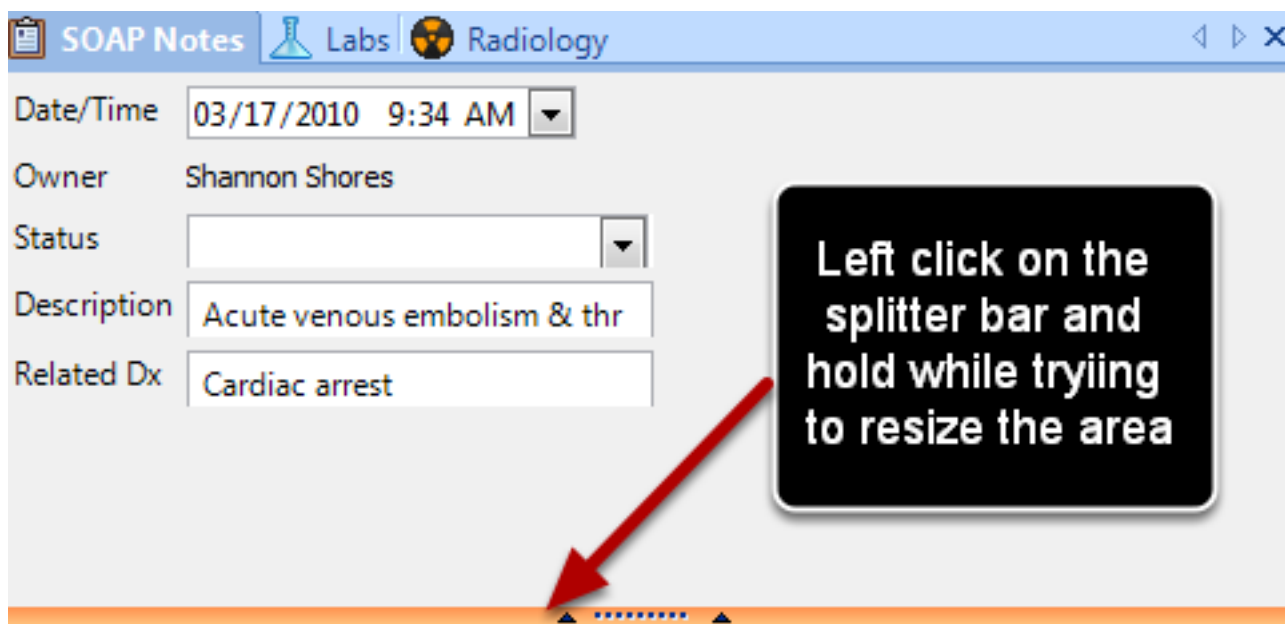 SOAP Notes Labs Radiology
Date/Time 03/17/2010 9:34 AM
Owner Shannon Shores
Status
Description Acute venous embolism & thr
Related Dx Cardiac arrest
Left click on the
splitter bar and
hold while tryiing
to resize the area